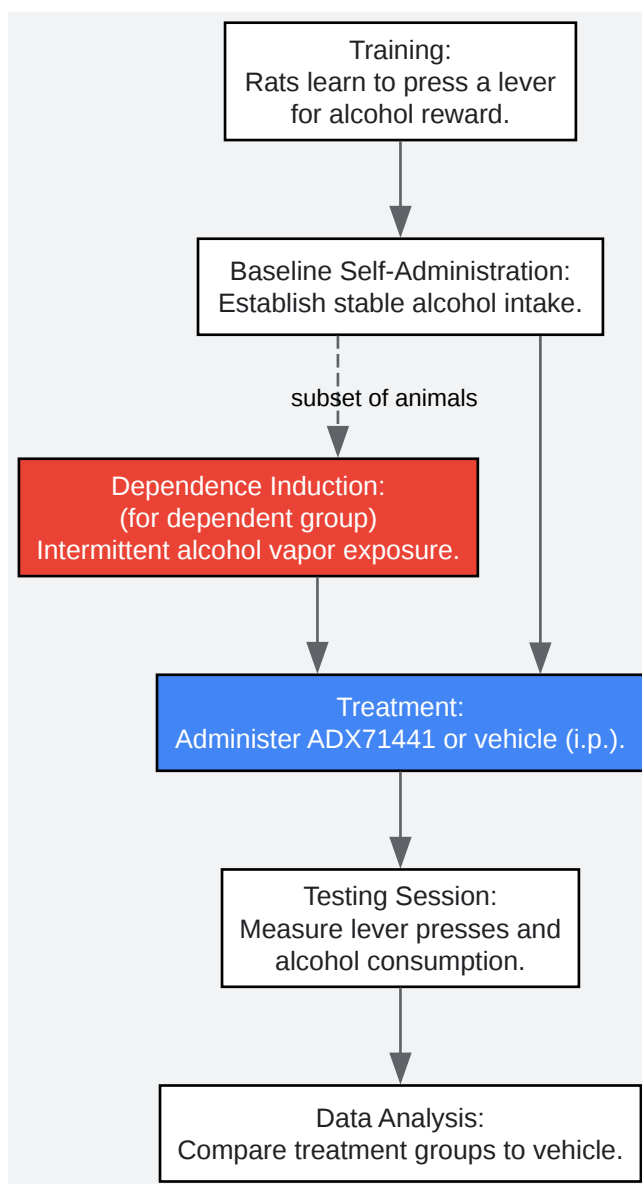 Training:
Rats learn to press a lever
for alcohol reward.
Baseline Self-Administration:
Establish stable alcohol intake.
subset of animals
Dependence Induction:
(for dependent group)
Intermittent alcohol vapor exposure.
Treatment:
Administer ADX71441 or vehicle (i.p.).
Testing Session:
Measure lever presses and
alcohol consumption.
Data Analysis:
Compare treatment groups to vehicle.